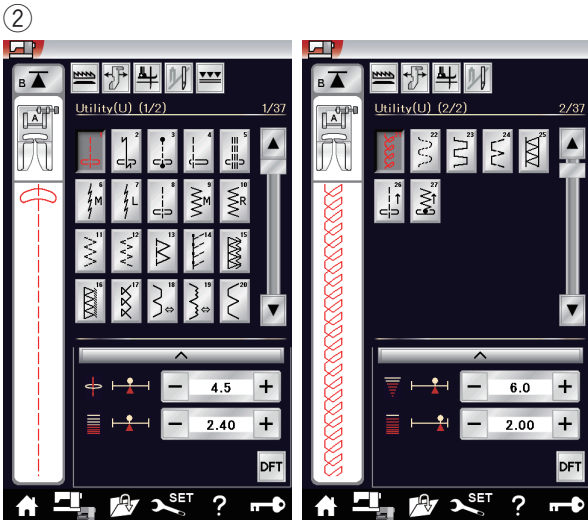 ②
B
Utility(U) (1/2) 1/37
A
2 3 4 5
6 M 7 L 8 9 M 10 R
11 12 13 14 15
16 17 18 19 20
4.5
2.40
DFT
SET
?
B
Utility(U) (2/2) 2/37
A
22 23 24 25
26 27
6.0
2.00
DFT
SET
?